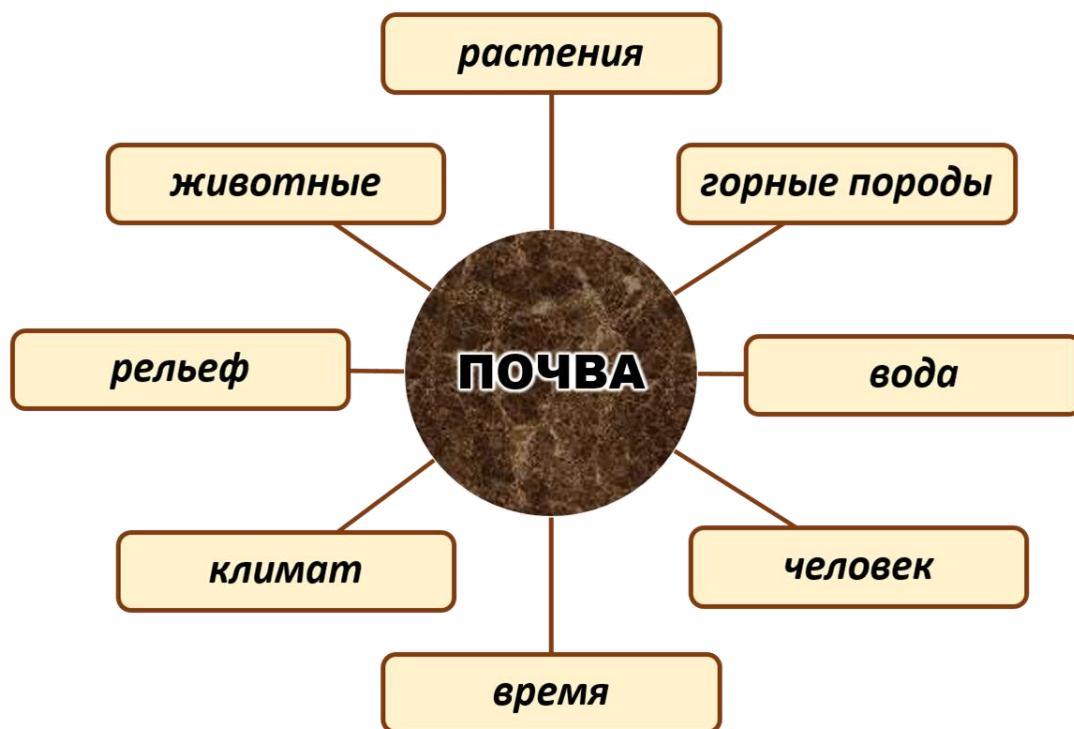 растения
животные
горные породы
рельеф
ПОЧВА
вода
климат
человек
время